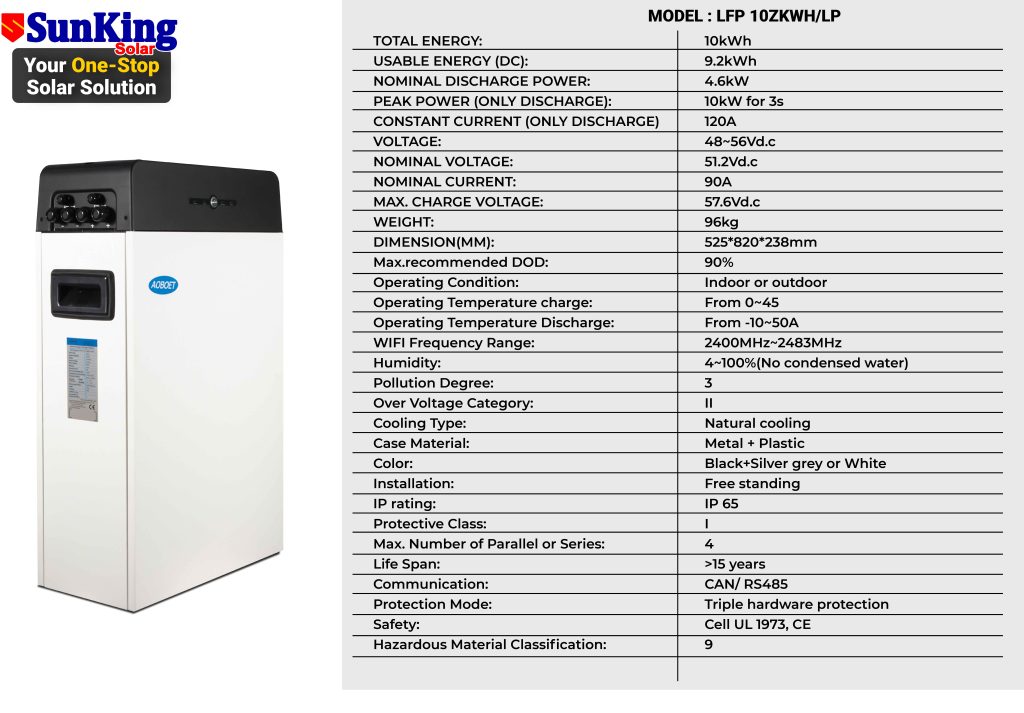 SunKing
Solar
Your One-Stop
Solar Solution
AOBOET
MODEL : LFP 10ZKWH/LP
TOTAL ENERGY: 10kWh
USABLE ENERGY (DC): 9.2kWh
NOMINAL DISCHARGE POWER: 4.6kW
PEAK POWER (ONLY DISCHARGE): 10kW for 3s
CONSTANT CURRENT (ONLY DISCHARGE) 120A
VOLTAGE: 48~56Vd.c
NOMINAL VOLTAGE: 51.2Vd.c
NOMINAL CURRENT: 90A
MAX. CHARGE VOLTAGE: 57.6Vd.c
WEIGHT: 96kg
DIMENSION(MM): 525*820*238mm
Max.recommended DOD: 90%
Operating Condition: Indoor or outdoor
Operating Temperature charge: From 0~45
Operating Temperature Discharge: From -10~50A
WIFI Frequency Range: 2400MHz~2483MHz
Humidity: 4~100%(No condensed water)
Pollution Degree: 3
Over Voltage Category: II
Cooling Type: Natural cooling
Case Material: Metal + Plastic
Color: Black+Silver grey or White
Installation: Free standing
IP rating: IP 65
Protective Class: I
Max. Number of Parallel or Series: 4
Life Span: >15 years
Communication: CAN/ RS485
Protection Mode: Triple hardware protection
Safety: Cell UL 1973, CE
Hazardous Material Classification: 9